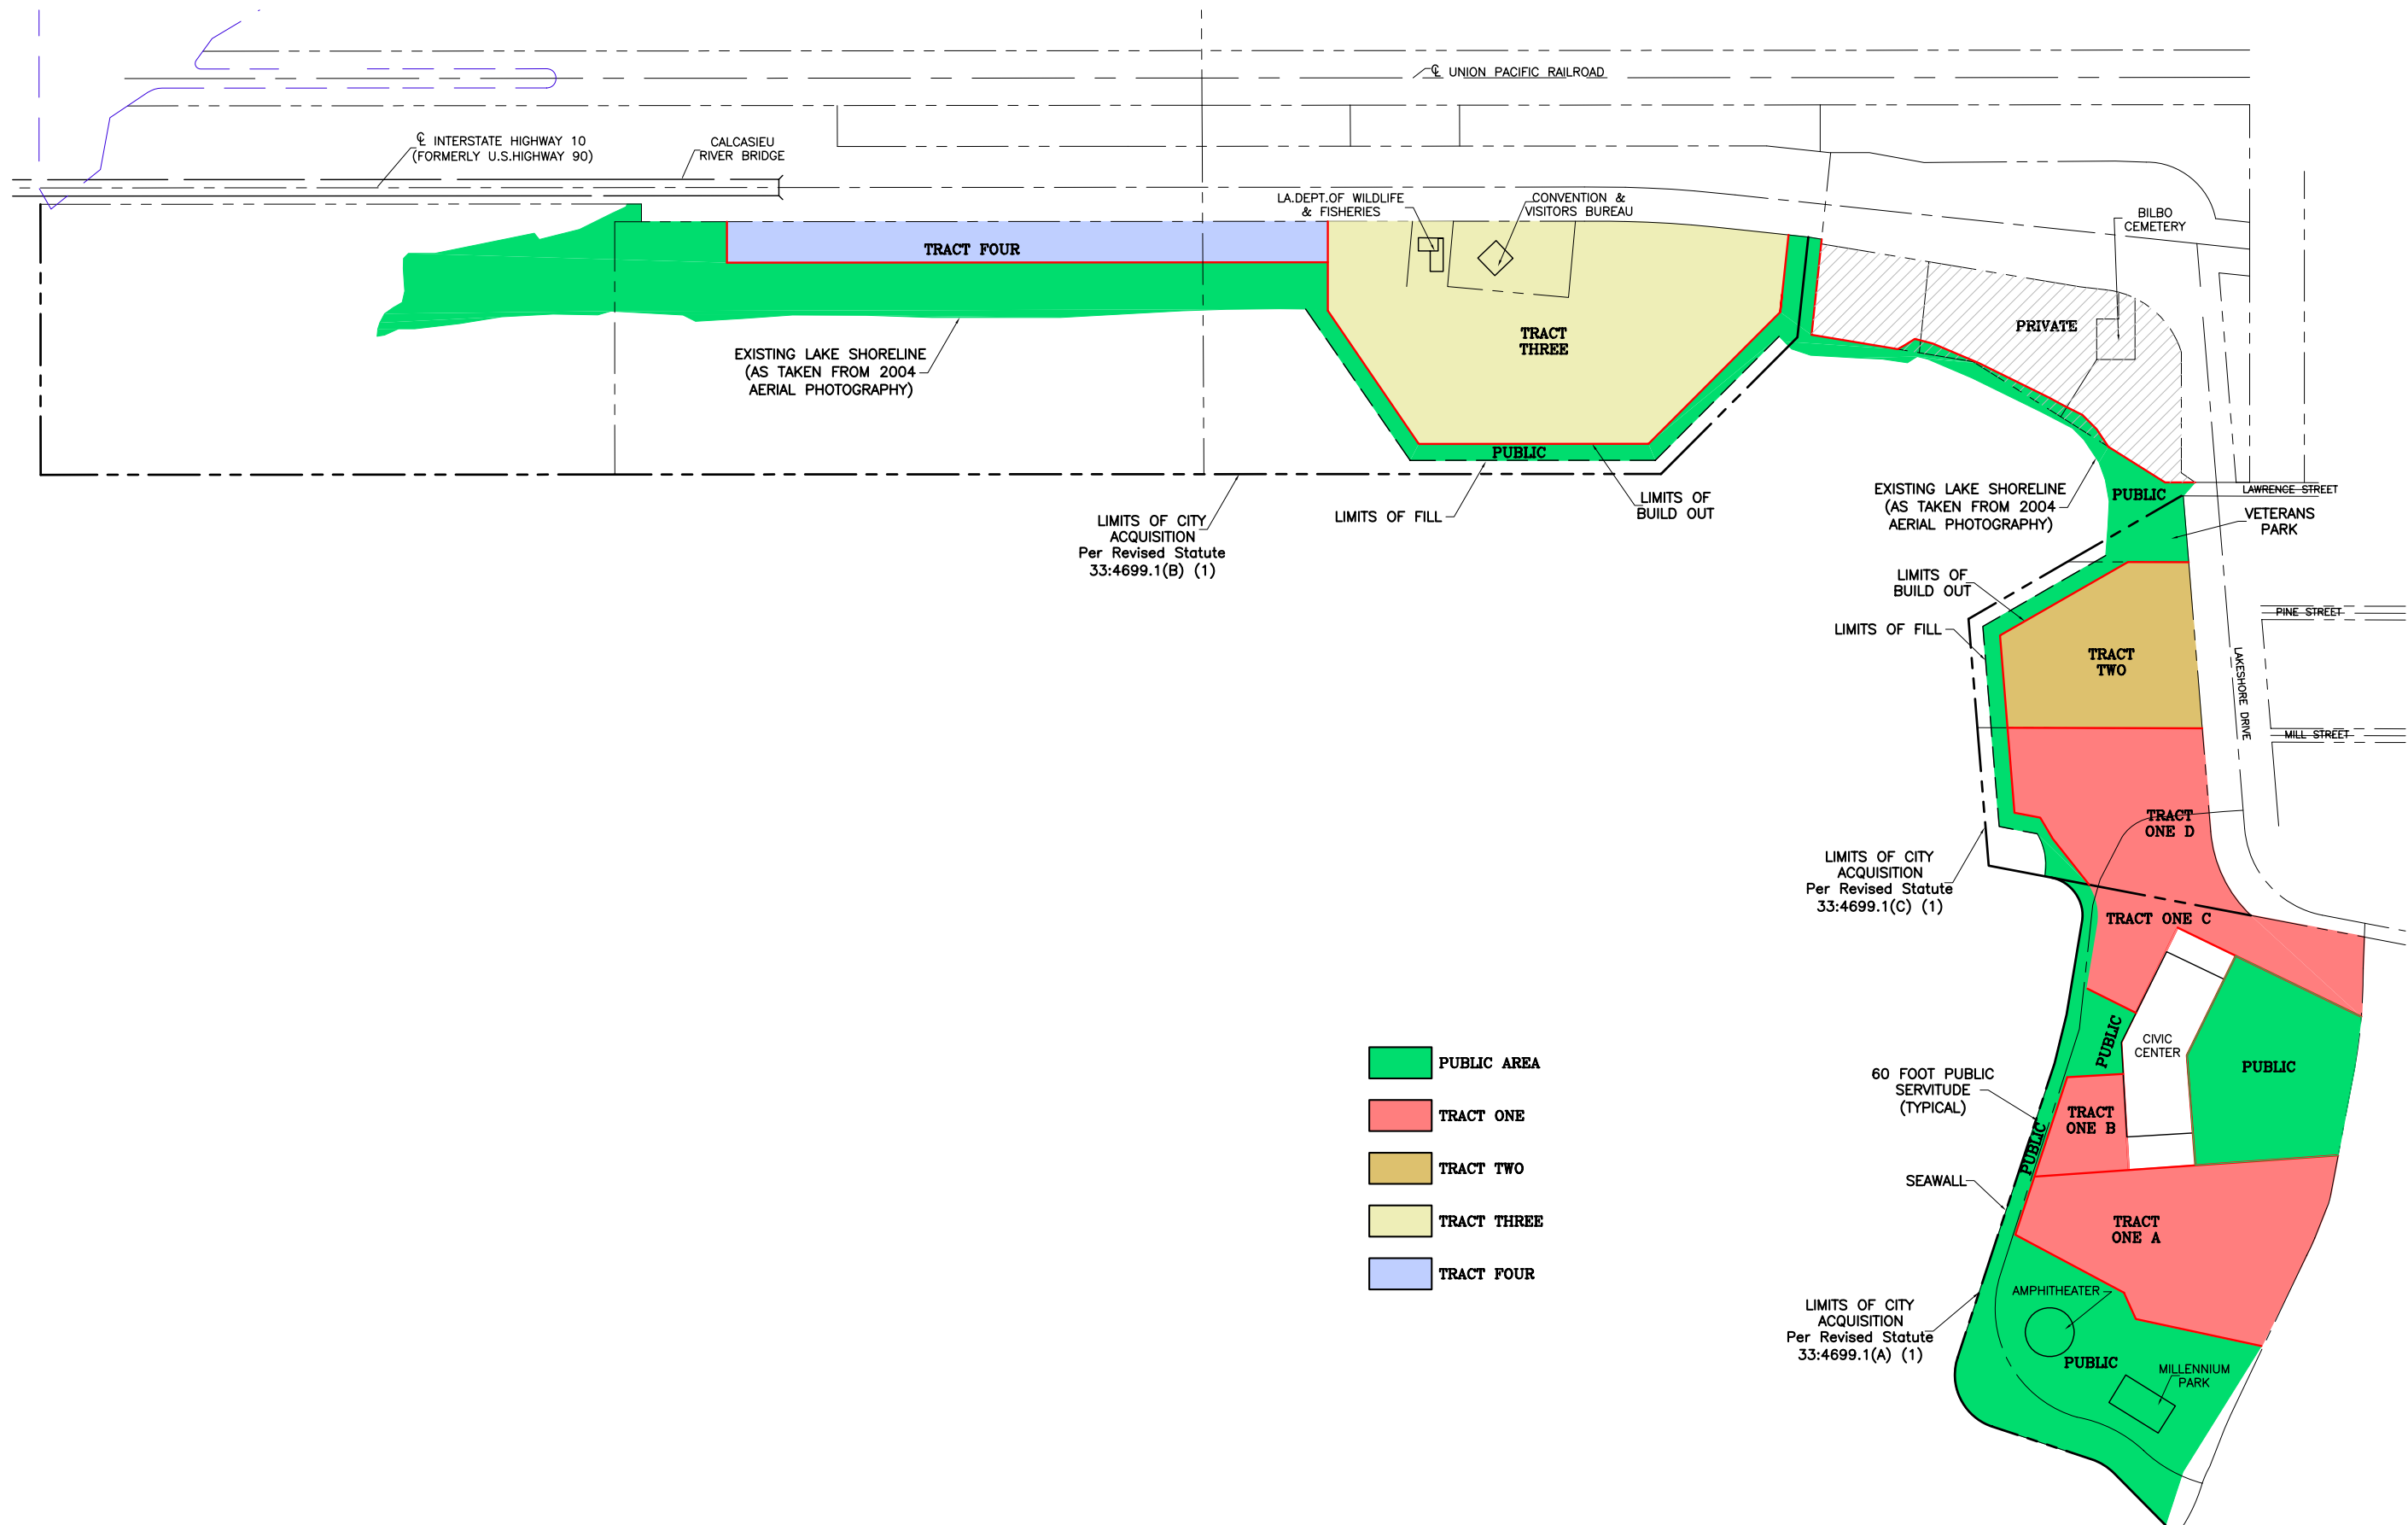 ℄ UNION PACIFIC RAILROAD
℄ INTERSTATE HIGHWAY 10
(FORMERLY U.S.HIGHWAY 90)
CALCASIEU
RIVER BRIDGE
LA.DEPT.OF WILDLIFE
& FISHERIES
CONVENTION &
VISITORS BUREAU
BILBO
CEMETERY
TRACT FOUR
TRACT
THREE
PRIVATE
EXISTING LAKE SHORELINE
(AS TAKEN FROM 2004
AERIAL PHOTOGRAPHY)
PUBLIC
LIMITS OF CITY
ACQUISITION
Per Revised Statute
33:4699.1(B) (1)
LIMITS OF FILL
LIMITS OF
BUILD OUT
EXISTING LAKE SHORELINE
(AS TAKEN FROM 2004
AERIAL PHOTOGRAPHY)
PUBLIC
LAWRENCE STREET
VETERANS
PARK
LIMITS OF
BUILD OUT
LIMITS OF FILL
PINE STREET
TRACT
TWO
LAKESHORE DRIVE
MILL STREET
TRACT
ONE D
LIMITS OF CITY
ACQUISITION
Per Revised Statute
33:4699.1(C) (1)
TRACT ONE C
PUBLIC
CIVIC
CENTER
PUBLIC
60 FOOT PUBLIC
SERVITUDE
(TYPICAL)
TRACT
ONE B
PUBLIC
SEAWALL
TRACT
ONE A
AMPHITHEATER
LIMITS OF CITY
ACQUISITION
Per Revised Statute
33:4699.1(A) (1)
PUBLIC
MILLENNIUM
PARK
PUBLIC AREA
TRACT ONE
TRACT TWO
TRACT THREE
TRACT FOUR